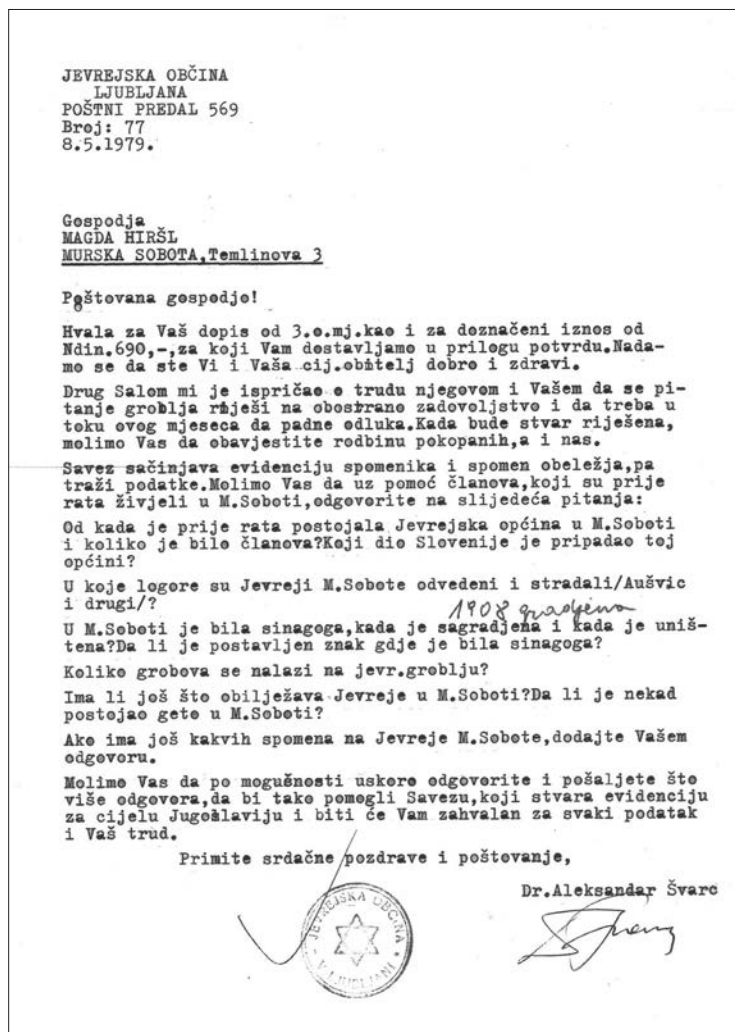 JEVREJSKA OBČINA
LJUBLJANA
POŠTNI PREDAL 569
Broj: 77
8.5.1979.
Gospodja
MAGDA HIRŠL
MURSKA SOBOTA,Temlinova 3
Poštovana gospodjo!
Hvala za Vaš dopis od 3.o.mj.kao i za doznačeni iznos od
Ndin.690,-,za koji Vam dostavljamo u prilogu potvrdu.Nada-
mo se da ste Vi i Vaša cij.obitelj dobro i zdravi.
Drug Salom mi je ispričao o trudu njegovom i Vašem da se pi-
tanje groblja riješi na obostrano zadovoljstvo i da treba u
toku ovog mjeseca da padne odluka.Kada bude stvar riješena,
molimo Vas da obavjestite rodbinu pokopanih,a i nas.
Savez sačinjava evidenciju spomenika i spomen obeležja,pa
traži podatke.Molimo Vas da uz pomoć članova,koji su prije
rata živjeli u M.Soboti,odgovorite na slijedeća pitanja:
Od kada je prije rata postojala Jevrejska općina u M.Soboti
i koliko je bilo članova?Koji dio Slovenije je pripadao toj
općini?
U koje logore su Jevreji M.Sobote odvedeni i stradali/Aušvic
i drugi/?
1908 gradjena
U M.Soboti je bila sinagoga,kada je sagradjena i kada je uniš-
tena?Da li je postavljen znak gdje je bila sinagoga?
Koliko grobova se nalazi na jevr.groblju?
Ima li još što obilježava Jevreje u M.Soboti?Da li je nekad
postojao geto u M.Soboti?
Ako ima još kakvih spomena na Jevreje M.Sobote,dodajte Vašem
odgovoru.
Molimo Vas da po mogučnosti uskoro odgovorite i pošaljete što
više odgovora,da bi tako pomogli Savezu,koji stvara evidenciju
za cijelu Jugoslaviju i biti će Vam zahvalan za svaki podatak
i Vaš trud.
Primite srdačne pozdrave i poštovanje,
Dr.Aleksandar Švarc
JEVREJSKA OBČINA
V LJUBLJANI